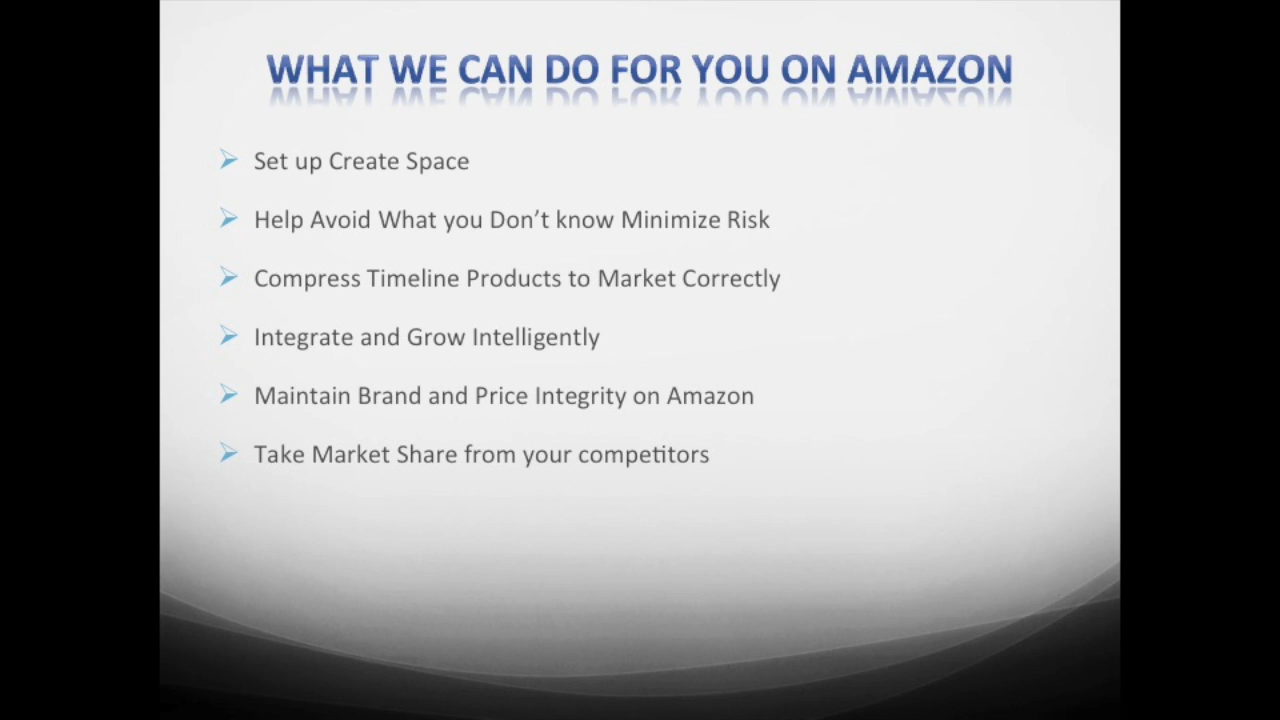 WHAT WE CAN DO FOR YOU ON AMAZON
Set up Create Space
Help Avoid What you Don’t know Minimize Risk
Compress Timeline Products to Market Correctly
Integrate and Grow Intelligently
Maintain Brand and Price Integrity on Amazon
Take Market Share from your competitors